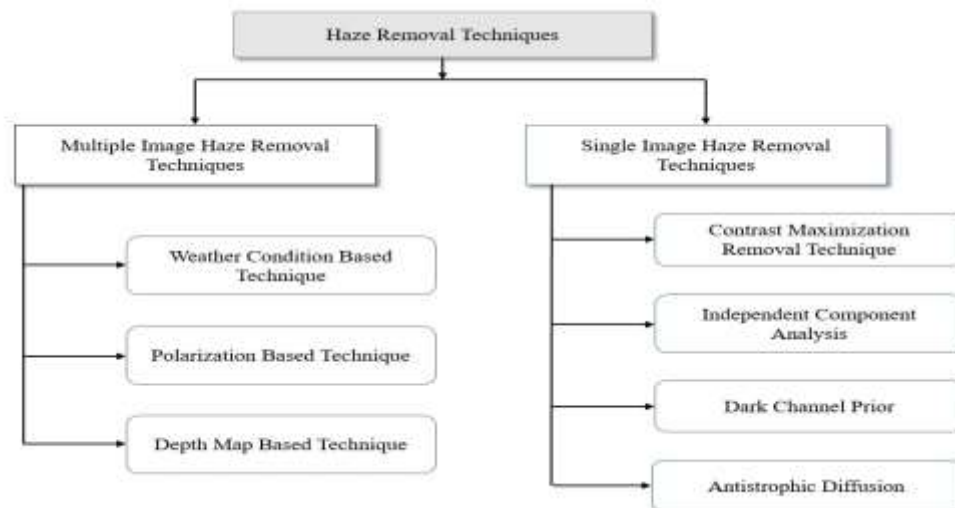 Haze Removal Techniques
Multiple Image Haze Removal
Techniques
Weather Condition Based
Technique
Polarization Based Technique
Depth Map Based Technique
Single Image Haze Removal
Techniques
Contrast Maximization
Removal Technique
Independent Component
Analysis
Dark Channel Prior
Antistrophic Diffusion